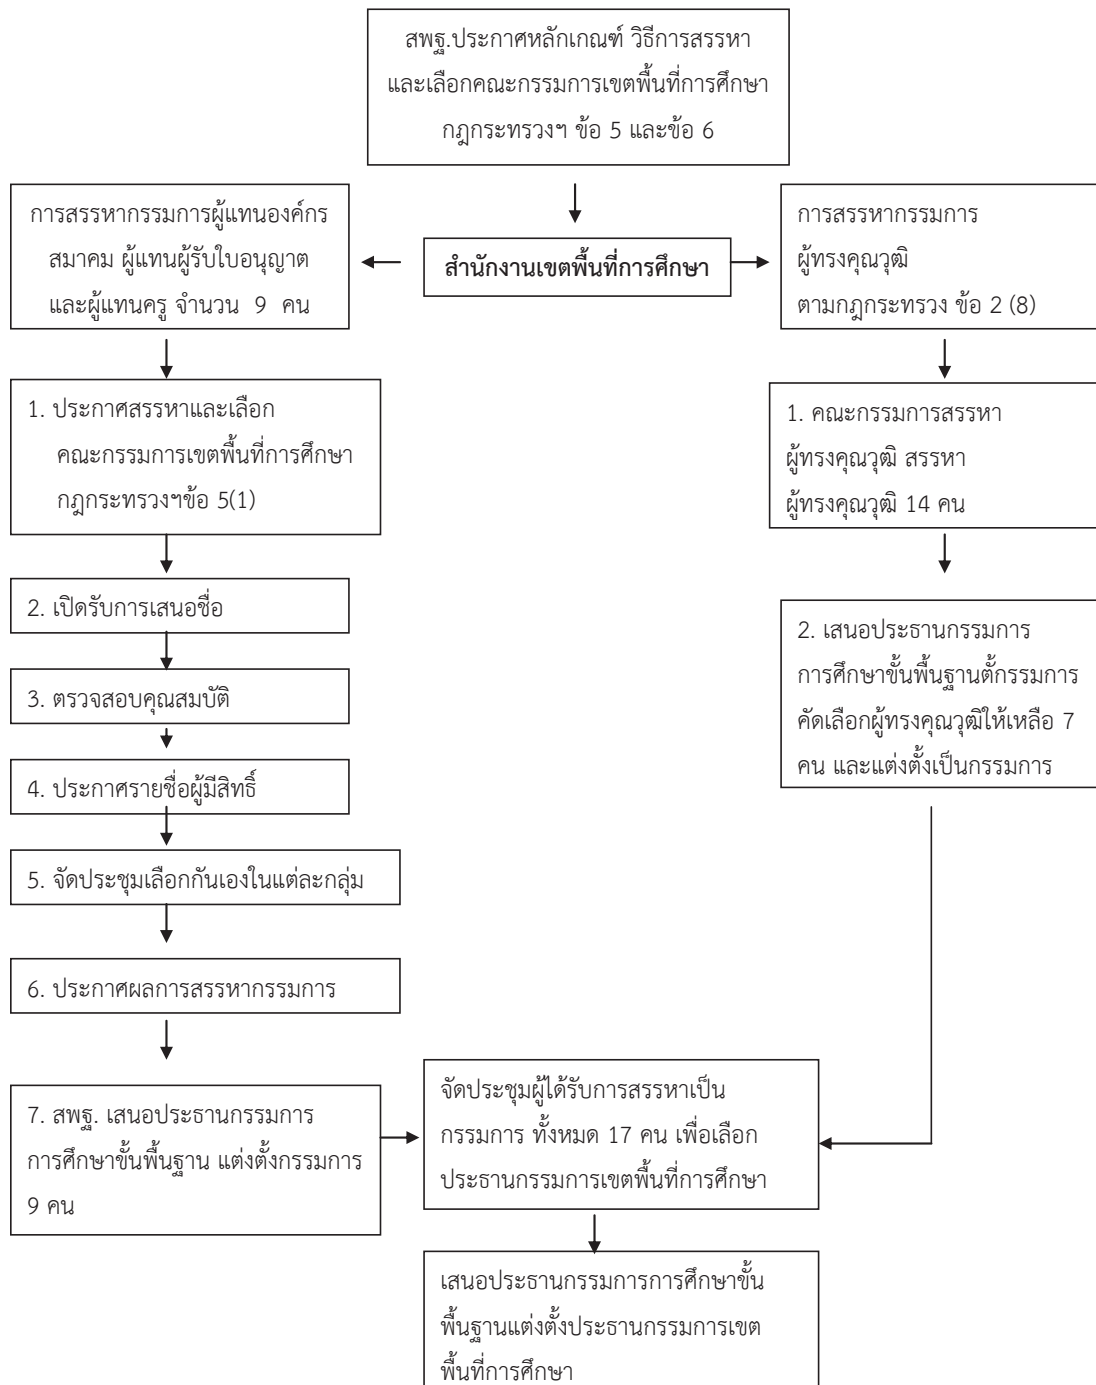 สพฐ.ประกาศหลักเกณฑ์ วิธีการสรรหา
และเลือกคณะกรรมการเขตพื้นที่การศึกษา
กฎกระทรวงฯ ข้อ 5 และข้อ 6
สำนักงานเขตพื้นที่การศึกษา
การสรรหากรรมการผู้แทนองค์กร
สมาคม ผู้แทนผู้รับใบอนุญาต
และผู้แทนครู จำนวน 9 คน
1. ประกาศสรรหาและเลือก
คณะกรรมการเขตพื้นที่การศึกษา
กฎกระทรวงฯข้อ 5(1)
2. เปิดรับการเสนอชื่อ
3. ตรวจสอบคุณสมบัติ
4. ประกาศรายชื่อผู้มีสิทธิ์
5. จัดประชุมเลือกกันเองในแต่ละกลุ่ม
6. ประกาศผลการสรรหากรรมการ
7. สพฐ. เสนอประธานกรรมการ
การศึกษาขั้นพื้นฐาน แต่งตั้งกรรมการ
9 คน
การสรรหากรรมการ
ผู้ทรงคุณวุฒิ
ตามกฎกระทรวง ข้อ 2 (8)
1. คณะกรรมการสรรหา
ผู้ทรงคุณวุฒิ สรรหา
ผู้ทรงคุณวุฒิ 14 คน
2. เสนอประธานกรรมการ
การศึกษาขั้นพื้นฐานตั้กรรมการ
คัดเลือกผู้ทรงคุณวุฒิให้เหลือ 7
คน และแต่งตั้งเป็นกรรมการ
จัดประชุมผู้ได้รับการสรรหาเป็น
กรรมการ ทั้งหมด 17 คน เพื่อเลือก
ประธานกรรมการเขตพื้นที่การศึกษา
เสนอประธานกรรมการการศึกษาขั้น
พื้นฐานแต่งตั้งประธานกรรมการเขต
พื้นที่การศึกษา